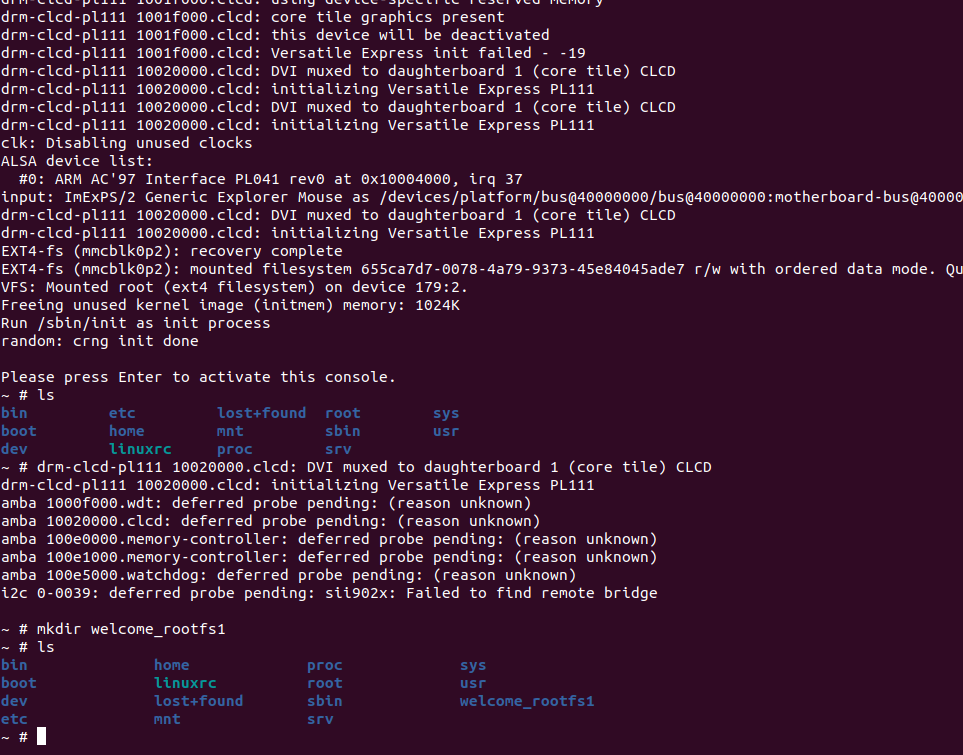 drm-clcd-pl111 1001f000.clcd: using device-specific reserved memory
drm-clcd-pl111 1001f000.clcd: core tile graphics present
drm-clcd-pl111 1001f000.clcd: this device will be deactivated
drm-clcd-pl111 1001f000.clcd: Versatile Express init failed - -19
drm-clcd-pl111 10020000.clcd: DVI muxed to daughterboard 1 (core tile) CLCD
drm-clcd-pl111 10020000.clcd: initializing Versatile Express PL111
drm-clcd-pl111 10020000.clcd: DVI muxed to daughterboard 1 (core tile) CLCD
drm-clcd-pl111 10020000.clcd: initializing Versatile Express PL111
clk: Disabling unused clocks
ALSA device list:
  #0: ARM AC'97 Interface PL041 rev0 at 0x10004000, irq 37
input: ImExPS/2 Generic Explorer Mouse as /devices/platform/bus@40000000/bus@40000000:motherboard-bus@40000
drm-clcd-pl111 10020000.clcd: DVI muxed to daughterboard 1 (core tile) CLCD
drm-clcd-pl111 10020000.clcd: initializing Versatile Express PL111
EXT4-fs (mmcblk0p2): recovery complete
EXT4-fs (mmcblk0p2): mounted filesystem 655ca7d7-0078-4a79-9373-45e84045ade7 r/w with ordered data mode. Qu
VFS: Mounted root (ext4 filesystem) on device 179:2.
Freeing unused kernel image (initmem) memory: 1024K
Run /sbin/init as init process
random: crng init done
Please press Enter to activate this console.
~ # ls
bin etc lost+found root sys
boot home mnt sbin usr
dev linuxrc proc srv
~ # drm-clcd-pl111 10020000.clcd: DVI muxed to daughterboard 1 (core tile) CLCD
drm-clcd-pl111 10020000.clcd: initializing Versatile Express PL111
amba 1000f000.wdt: deferred probe pending: (reason unknown)
amba 10020000.clcd: deferred probe pending: (reason unknown)
amba 100e0000.memory-controller: deferred probe pending: (reason unknown)
amba 100e1000.memory-controller: deferred probe pending: (reason unknown)
amba 100e5000.watchdog: deferred probe pending: (reason unknown)
i2c 0-0039: deferred probe pending: sii902x: Failed to find remote bridge
~ # mkdir welcome_rootfs1
~ # ls
bin home proc sys
boot linuxrc root usr
dev lost+found sbin welcome_rootfs1
etc mnt srv
~ #